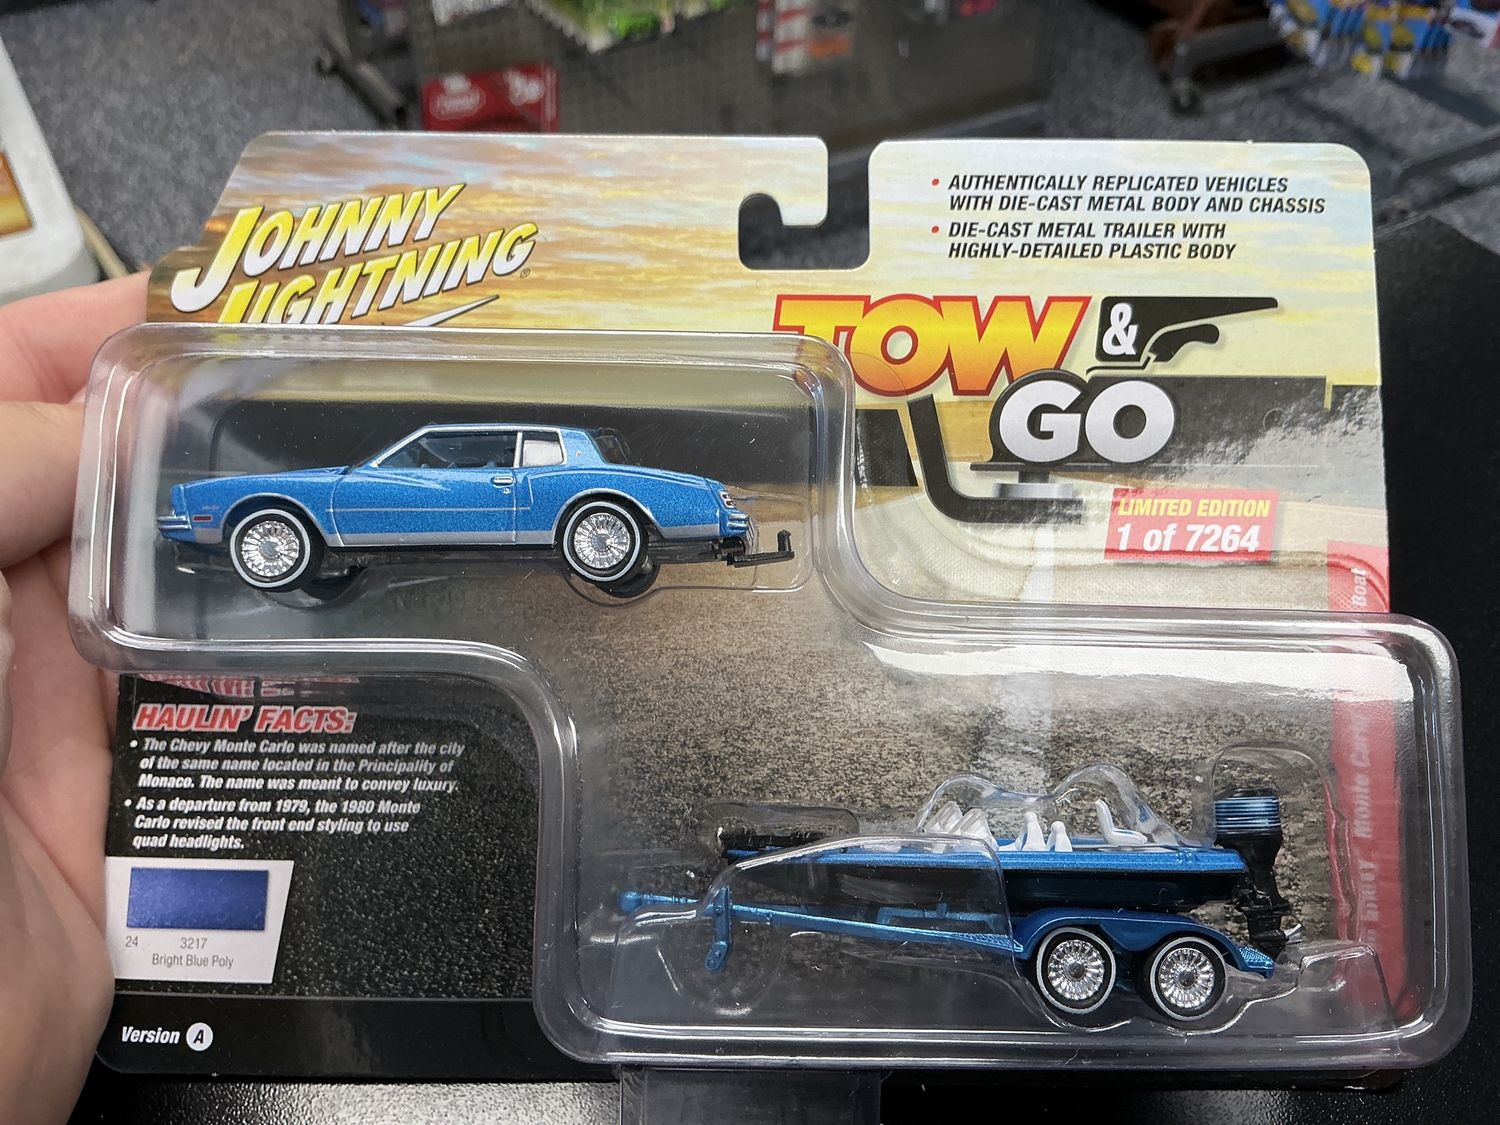 JOHNNY
LIGHTNING®
• AUTHENTICALLY REPLICATED VEHICLES
WITH DIE-CAST METAL BODY AND CHASSIS
• DIE-CAST METAL TRAILER WITH
HIGHLY-DETAILED PLASTIC BODY
TOW &
GO
LIMITED EDITION
1 of 7264
Boat
Monte Carlo
HAULIN' FACTS:
• The Chevy Monte Carlo was named after the city
of the same name located in the Principality of
Monaco. The name was meant to convey luxury.
• As a departure from 1979, the 1980 Monte
Carlo revised the front end styling to use
quad headlights.
24 3217
Bright Blue Poly
Version A